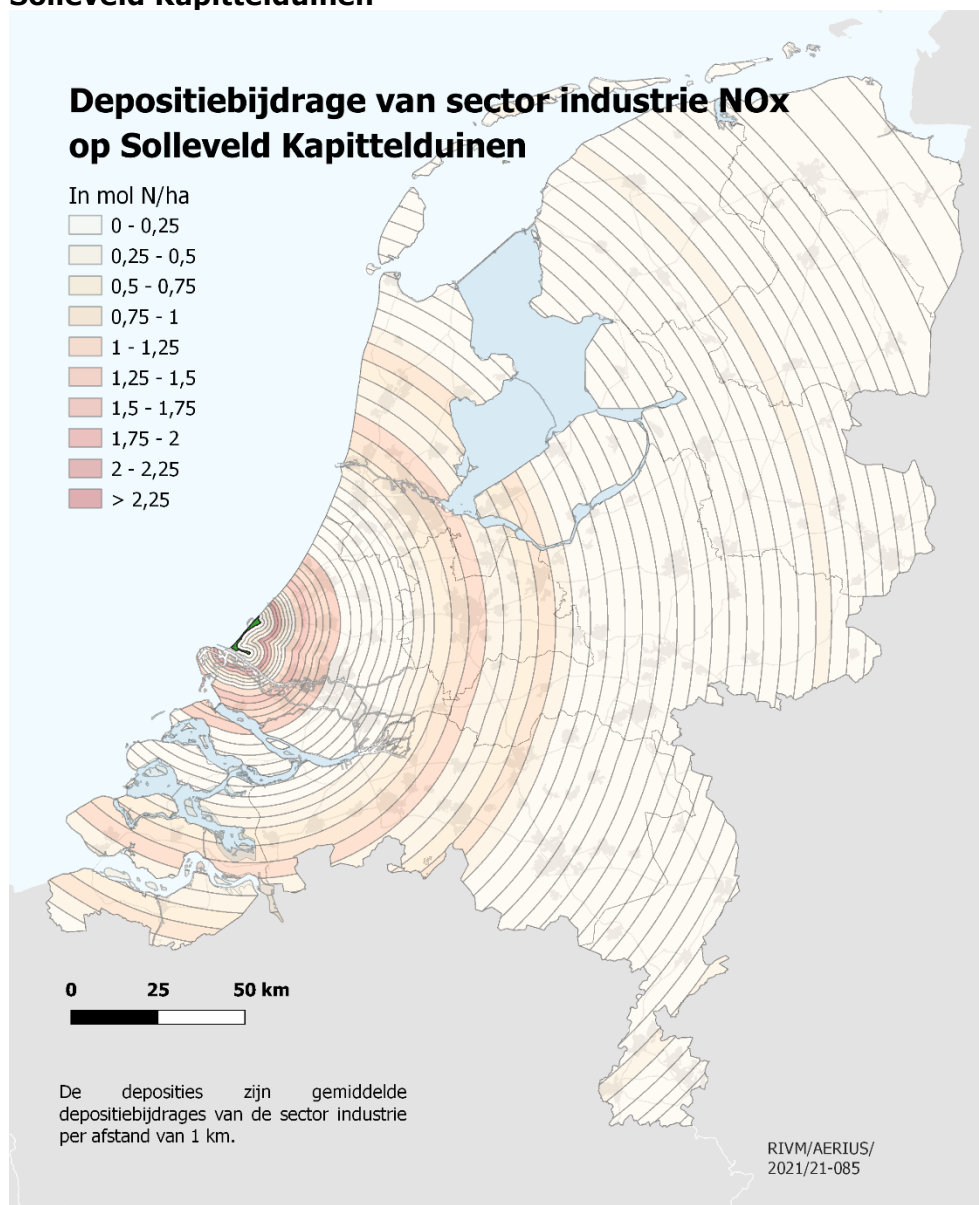 Solleveld Kapittelduinen
Depositiebijdrage van sector industrie NOx
op Solleveld Kapittelduinen
In mol N/ha
0 - 0,25
0,25 - 0,5
0,5 - 0,75
0,75 - 1
1 - 1,25
1,25 - 1,5
1,5 - 1,75
1,75 - 2
2 - 2,25
> 2,25
0 25 50 km
De deposities zijn gemiddelde
depositiebijdrages van de sector industrie
per afstand van 1 km.
RIVM/AERIUS/
2021/21-085